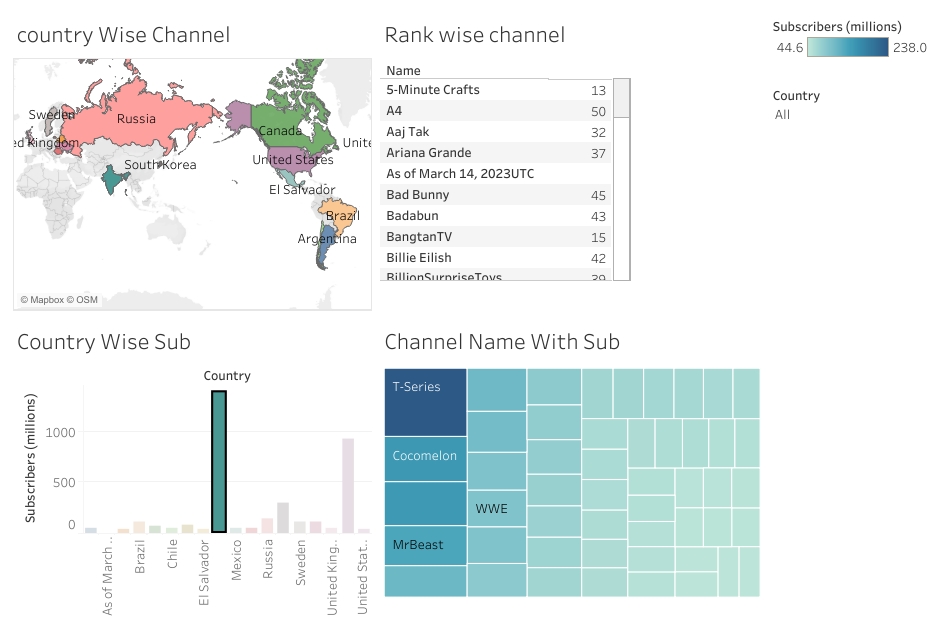 country Wise Channel
Sweden
ed Kingdom
Russia
South Korea
Canada
United States
Unite
El Salvador
Brazil
Argentina
© Mapbox © OSM
Rank wise channel
Name
5-Minute Crafts 13
A4 50
Aaj Tak 32
Ariana Grande 37
As of March 14, 2023UTC
Bad Bunny 45
Badabun 43
BangtanTV 15
Billie Eilish 42
BillionSurpriseToys 39
Subscribers (millions)
44.6 238.0
Country
All
Country Wise Sub
Country
Subscribers (millions)
1000
500
0
As of March ..
Brazil
Chile
El Salvador
Mexico
Russia
Sweden
United King..
United Stat..
Channel Name With Sub
T-Series
Cocomelon
WWE
MrBeast